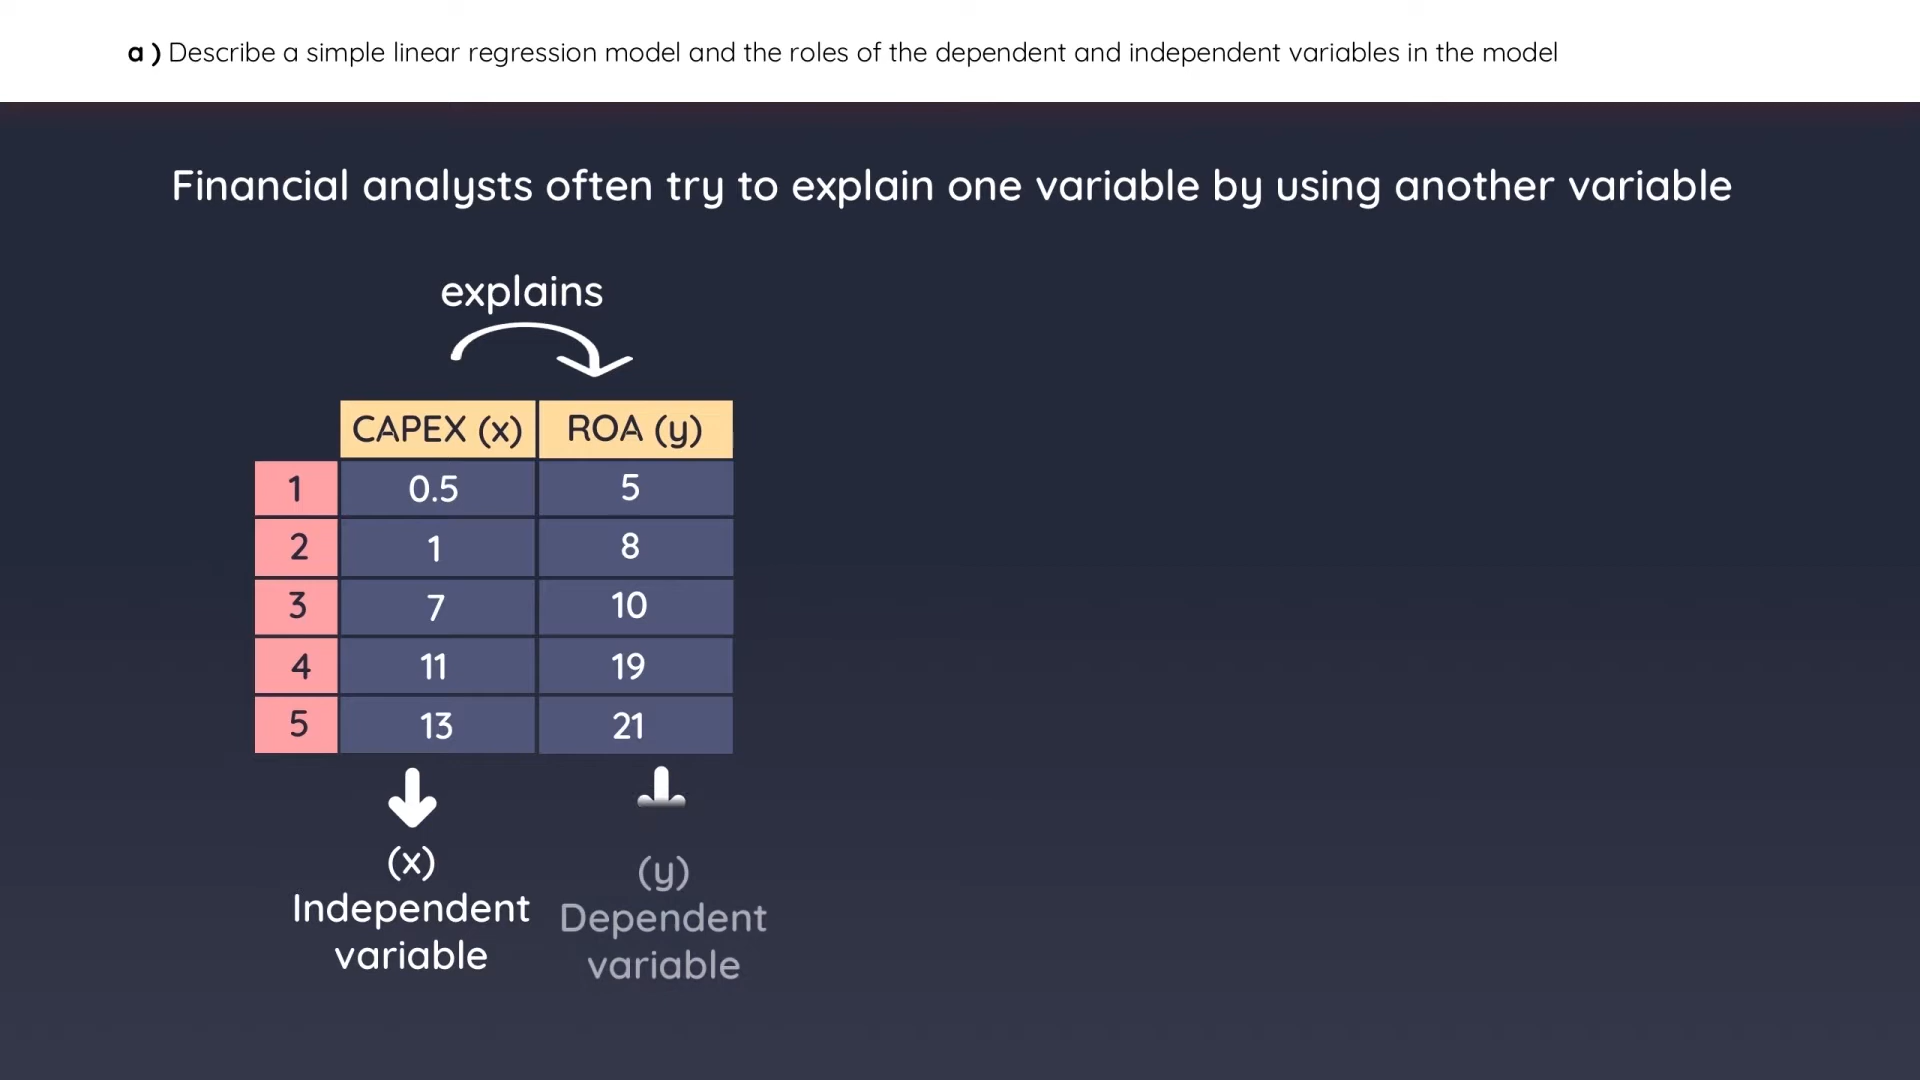 a ) Describe a simple linear regression model and the roles of the dependent and independent variables in the model
Financial analysts often try to explain one variable by using another variable
explains
CAPEX (x) ROA (y)
1 0.5 5
2 1 8
3 7 10
4 11 19
5 13 21
(x)
Independent
variable
(y)
Dependent
variable